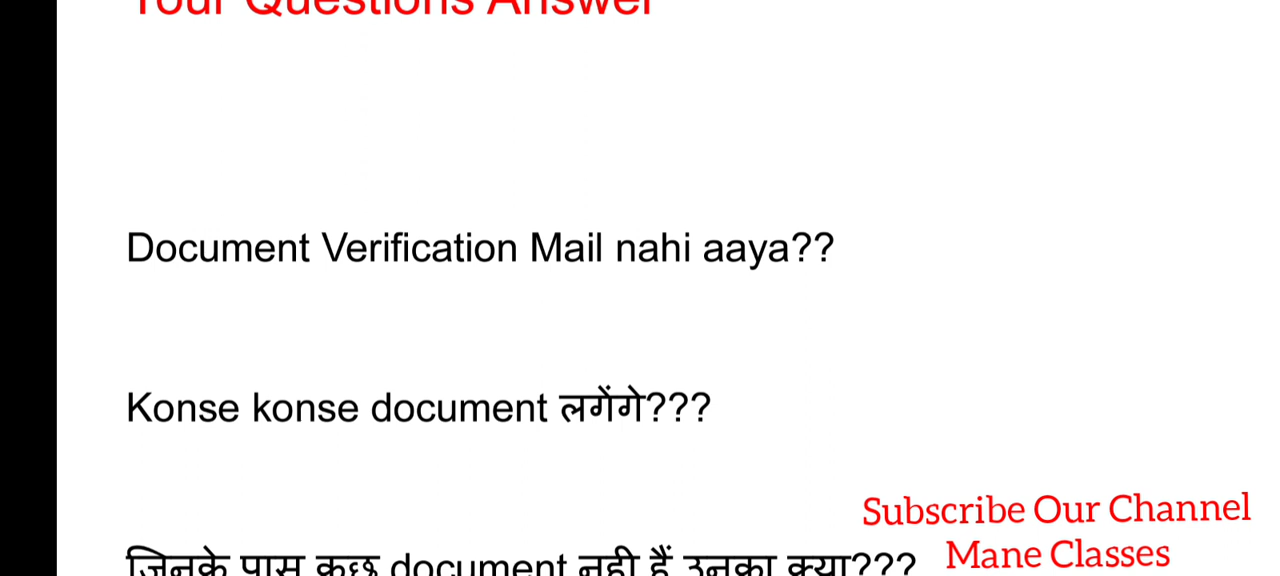 Your Questions Answer
Document Verification Mail nahi aaya??
Konse konse document लगेंगे???
जिनके पास कुछ document नही हैं उनका क्या???
Subscribe Our Channel
Mane Classes